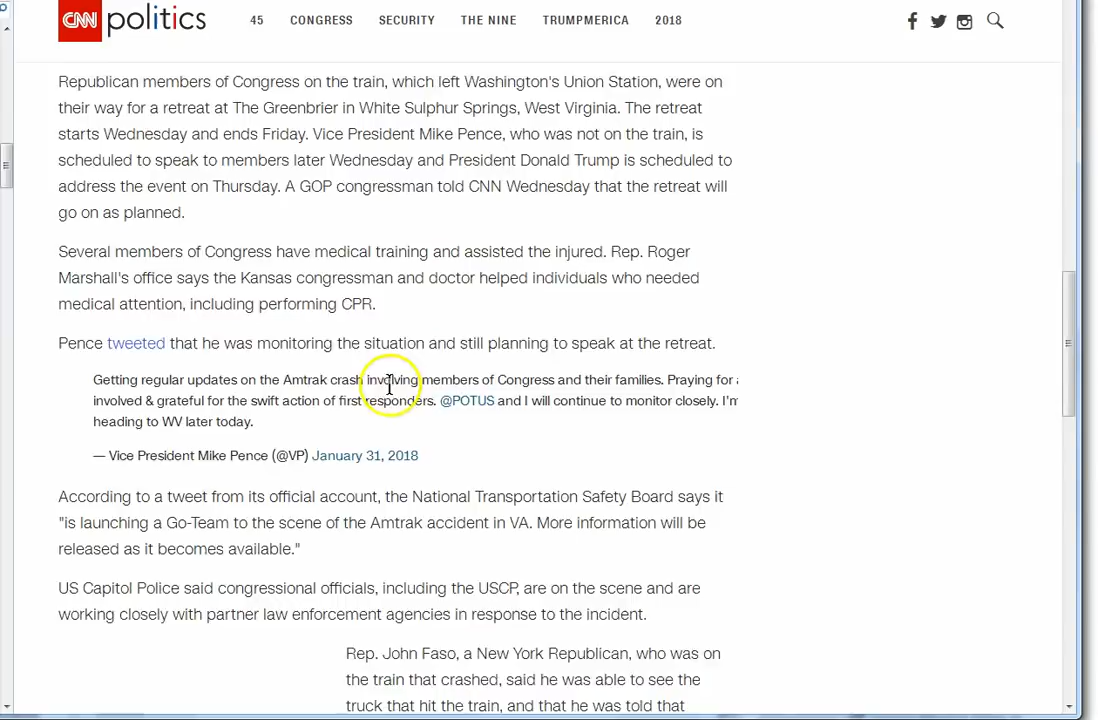 CNN politics 45 CONGRESS SECURITY THE NINE TRUMPMERICA 2018
Republican members of Congress on the train, which left Washington's Union Station, were on
their way for a retreat at The Greenbrier in White Sulphur Springs, West Virginia. The retreat
starts Wednesday and ends Friday. Vice President Mike Pence, who was not on the train, is
scheduled to speak to members later Wednesday and President Donald Trump is scheduled to
address the event on Thursday. A GOP congressman told CNN Wednesday that the retreat will
go on as planned.
Several members of Congress have medical training and assisted the injured. Rep. Roger
Marshall's office says the Kansas congressman and doctor helped individuals who needed
medical attention, including performing CPR.
Pence tweeted that he was monitoring the situation and still planning to speak at the retreat.
Getting regular updates on the Amtrak crash involving members of Congress and their families. Praying for
involved & grateful for the swift action of first responders. @POTUS and I will continue to monitor closely. I'm
heading to WV later today.
— Vice President Mike Pence (@VP) January 31, 2018
According to a tweet from its official account, the National Transportation Safety Board says it
"is launching a Go-Team to the scene of the Amtrak accident in VA. More information will be
released as it becomes available."
US Capitol Police said congressional officials, including the USCP, are on the scene and are
working closely with partner law enforcement agencies in response to the incident.
Rep. John Faso, a New York Republican, who was on
the train that crashed, said he was able to see the
truck that hit the train, and that he was told that